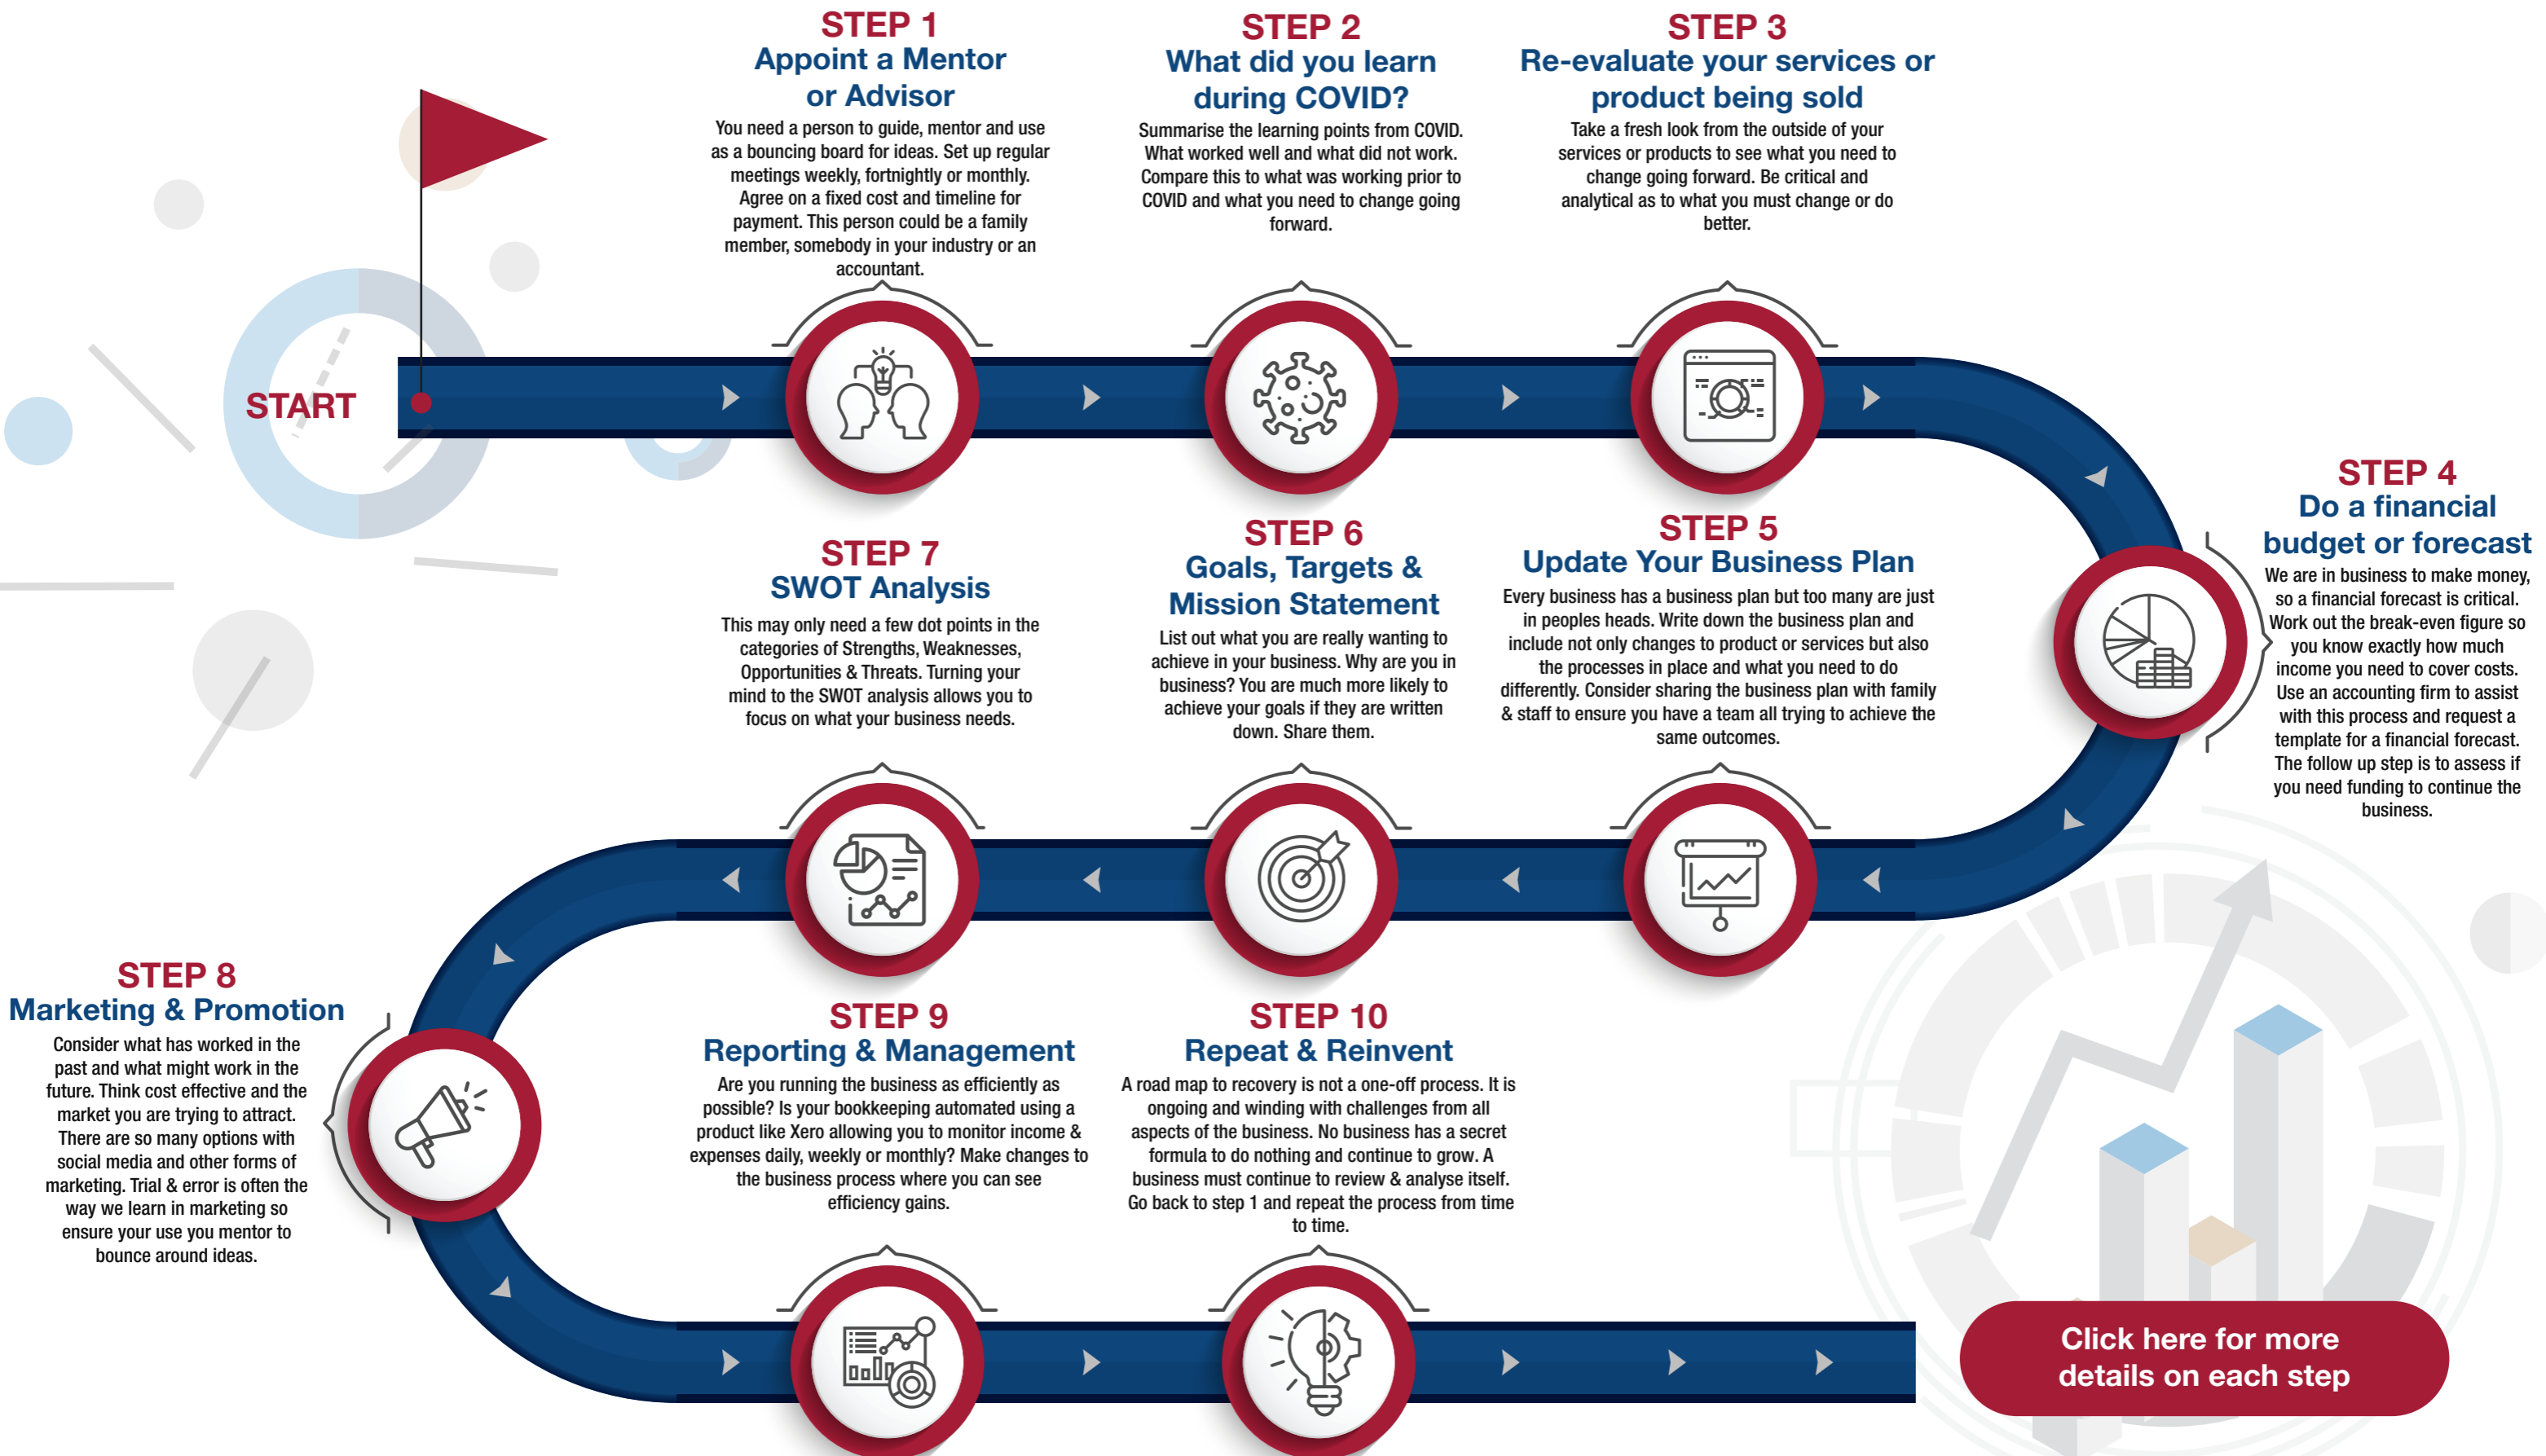 START
STEP 1
Appoint a Mentor
or Advisor
You need a person to guide, mentor and use
as a bouncing board for ideas. Set up regular
meetings weekly, fortnightly or monthly.
Agree on a fixed cost and timeline for
payment. This person could be a family
member, somebody in your industry or an
accountant.
STEP 2
What did you learn
during COVID?
Summarise the learning points from COVID.
What worked well and what did not work.
Compare this to what was working prior to
COVID and what you need to change going
forward.
STEP 3
Re-evaluate your services or
product being sold
Take a fresh look from the outside of your
services or products to see what you need to
change going forward. Be critical and
analytical as to what you must change or do
better.
STEP 4
Do a financial
budget or forecast
We are in business to make money,
so a financial forecast is critical.
Work out the break-even figure so
you know exactly how much
income you need to cover costs.
Use an accounting firm to assist
with this process and request a
template for a financial forecast.
The follow up step is to assess if
you need funding to continue the
business.
STEP 5
Update Your Business Plan
Every business has a business plan but too many are just
in peoples heads. Write down the business plan and
include not only changes to product or services but also
the processes in place and what you need to do
differently. Consider sharing the business plan with family
& staff to ensure you have a team all trying to achieve the
same outcomes.
STEP 6
Goals, Targets &
Mission Statement
List out what you are really wanting to
achieve in your business. Why are you in
business? You are much more likely to
achieve your goals if they are written
down. Share them.
STEP 7
SWOT Analysis
This may only need a few dot points in the
categories of Strengths, Weaknesses,
Opportunities & Threats. Turning your
mind to the SWOT analysis allows you to
focus on what your business needs.
STEP 8
Marketing & Promotion
Consider what has worked in the
past and what might work in the
future. Think cost effective and the
market you are trying to attract.
There are so many options with
social media and other forms of
marketing. Trial & error is often the
way we learn in marketing so
ensure your use you mentor to
bounce around ideas.
STEP 9
Reporting & Management
Are you running the business as efficiently as
possible? Is your bookkeeping automated using a
product like Xero allowing you to monitor income &
expenses daily, weekly or monthly? Make changes to
the business process where you can see
efficiency gains.
STEP 10
Repeat & Reinvent
A road map to recovery is not a one-off process. It is
ongoing and winding with challenges from all
aspects of the business. No business has a secret
formula to do nothing and continue to grow. A
business must continue to review & analyse itself.
Go back to step 1 and repeat the process from time
to time.
Click here for more
details on each step